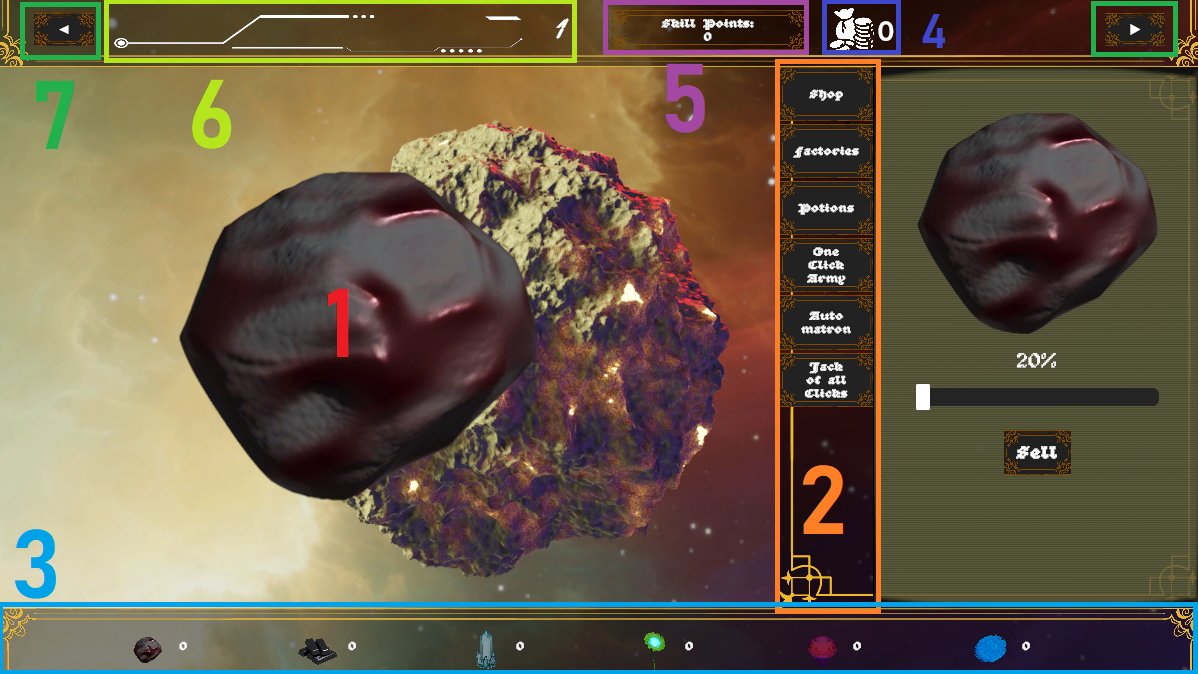 ◄
1
Skill Points:
0
0
4
►
7
6
5
Shop
Factories
Potions
One
Click
Army
Auto
matron
Jack
of all
Clicks
1
20%
Sell
2
3
0
0
0
0
0
0